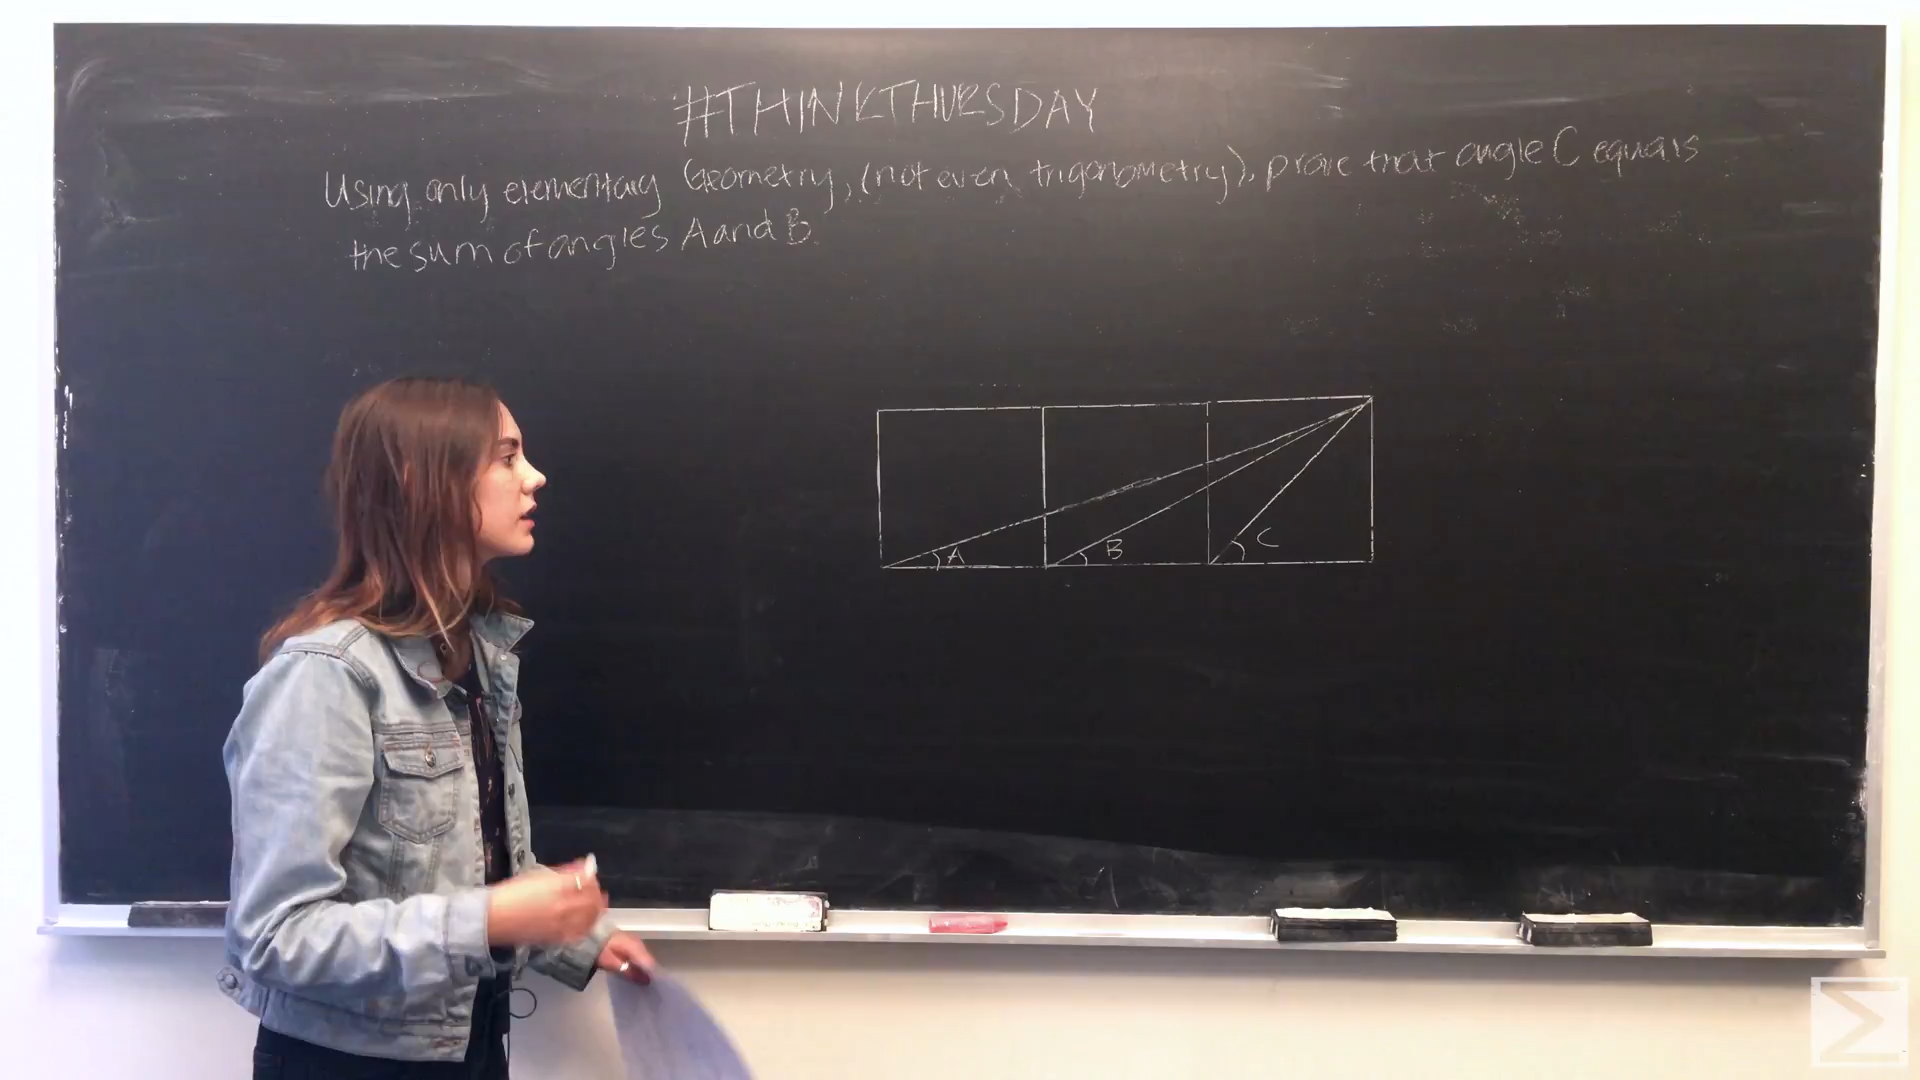 #THINKTHURSDAY
Using only elementary Geometry, (not even trigonometry), prove that angle C equals
the sum of angles A and B.
A
B
C
Σ